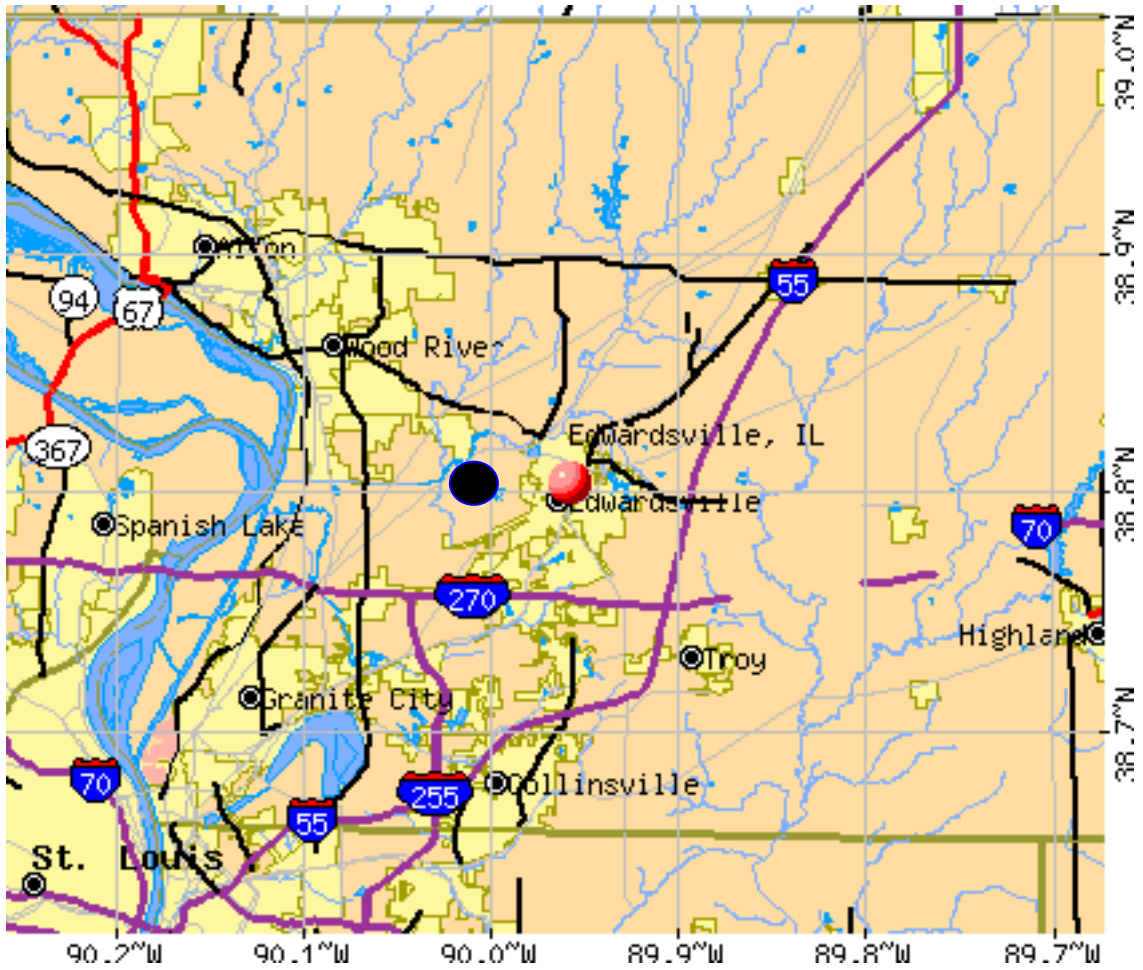 39.0~N
Alton
38.9~N
55
94
67
Wood River
Edwardsville, IL
367
38.8~N
Edwardsville
Spanish Lake
70
270
Highland
Troy
Granite City
38.7~N
70
Collinsville
255
55
St. Louis
90.2~W 90.1~W 90.0~W 89.9~W 89.8~W 89.7~W